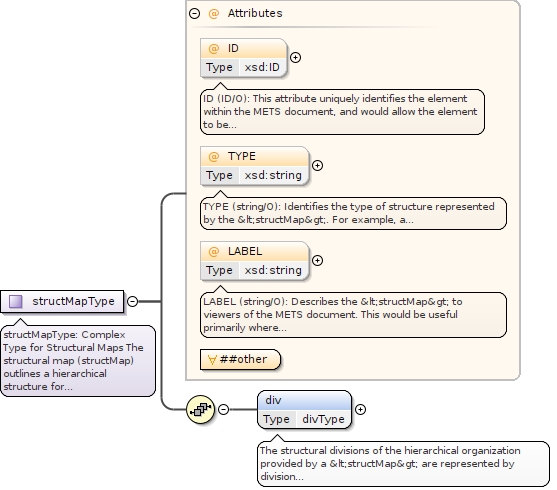 @ Attributes
@ ID
Type xsd:ID
ID (ID/O): This attribute uniquely identifies the element
within the METS document, and would allow the element
to be...
@ TYPE
Type xsd:string
TYPE (string/O): Identifies the type of structure represented
by the &lt;structMap&gt;. For example, a...
@ LABEL
Type xsd:string
LABEL (string/O): Describes the &lt;structMap&gt; to
viewers of the METS document. This would be useful
primarily where...
##other
structMapType
structMapType: Complex
Type for Structural Maps The
structural map (structMap)
outlines a hierarchical
structure for...
div
Type divType
The structural divisions of the hierarchical organization
provided by a &lt;structMap&gt; are represented by
division...